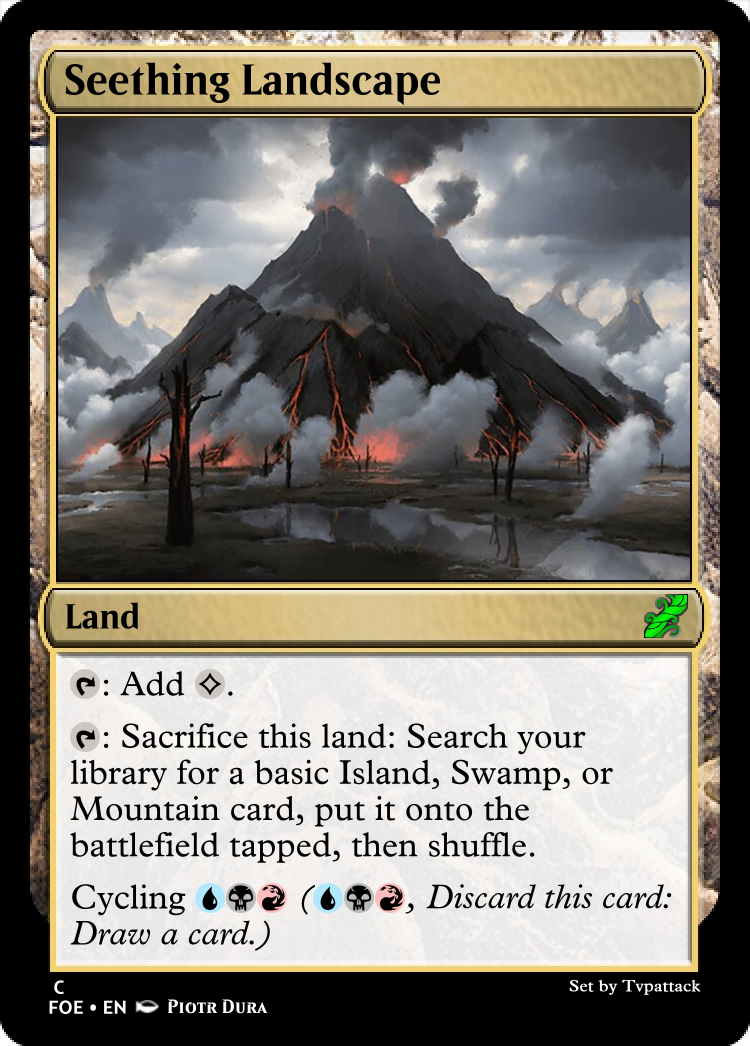 Seething Landscape
Land
: Add .
: Sacrifice this land: Search your
library for a basic Island, Swamp, or
Mountain card, put it onto the
battlefield tapped, then shuffle.
Cycling (, Discard this card:
Draw a card.)
C
Set by Tvpattack
FOE • EN Piotr Dura